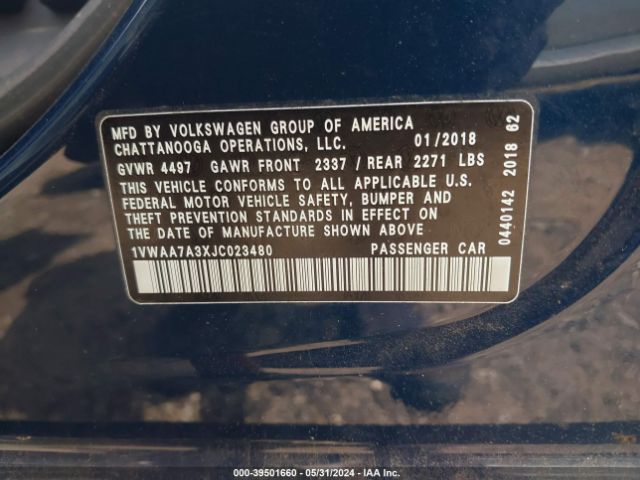 MFD BY VOLKSWAGEN GROUP OF AMERICA
CHATTANOOGA OPERATIONS, LLC. 01/2018
GVWR 4497 GAWR FRONT 2337 / REAR 2271 LBS
THIS VEHICLE CONFORMS TO ALL APPLICABLE U.S.
FEDERAL MOTOR VEHICLE SAFETY, BUMPER AND
THEFT PREVENTION STANDARDS IN EFFECT ON
THE DATE OF MANUFACTURE SHOWN ABOVE
1VWAA7A3XJC023480 PASSENGER CAR
0440142 2018 62
000-39501660 - 05/31/2024 - IAA Inc.